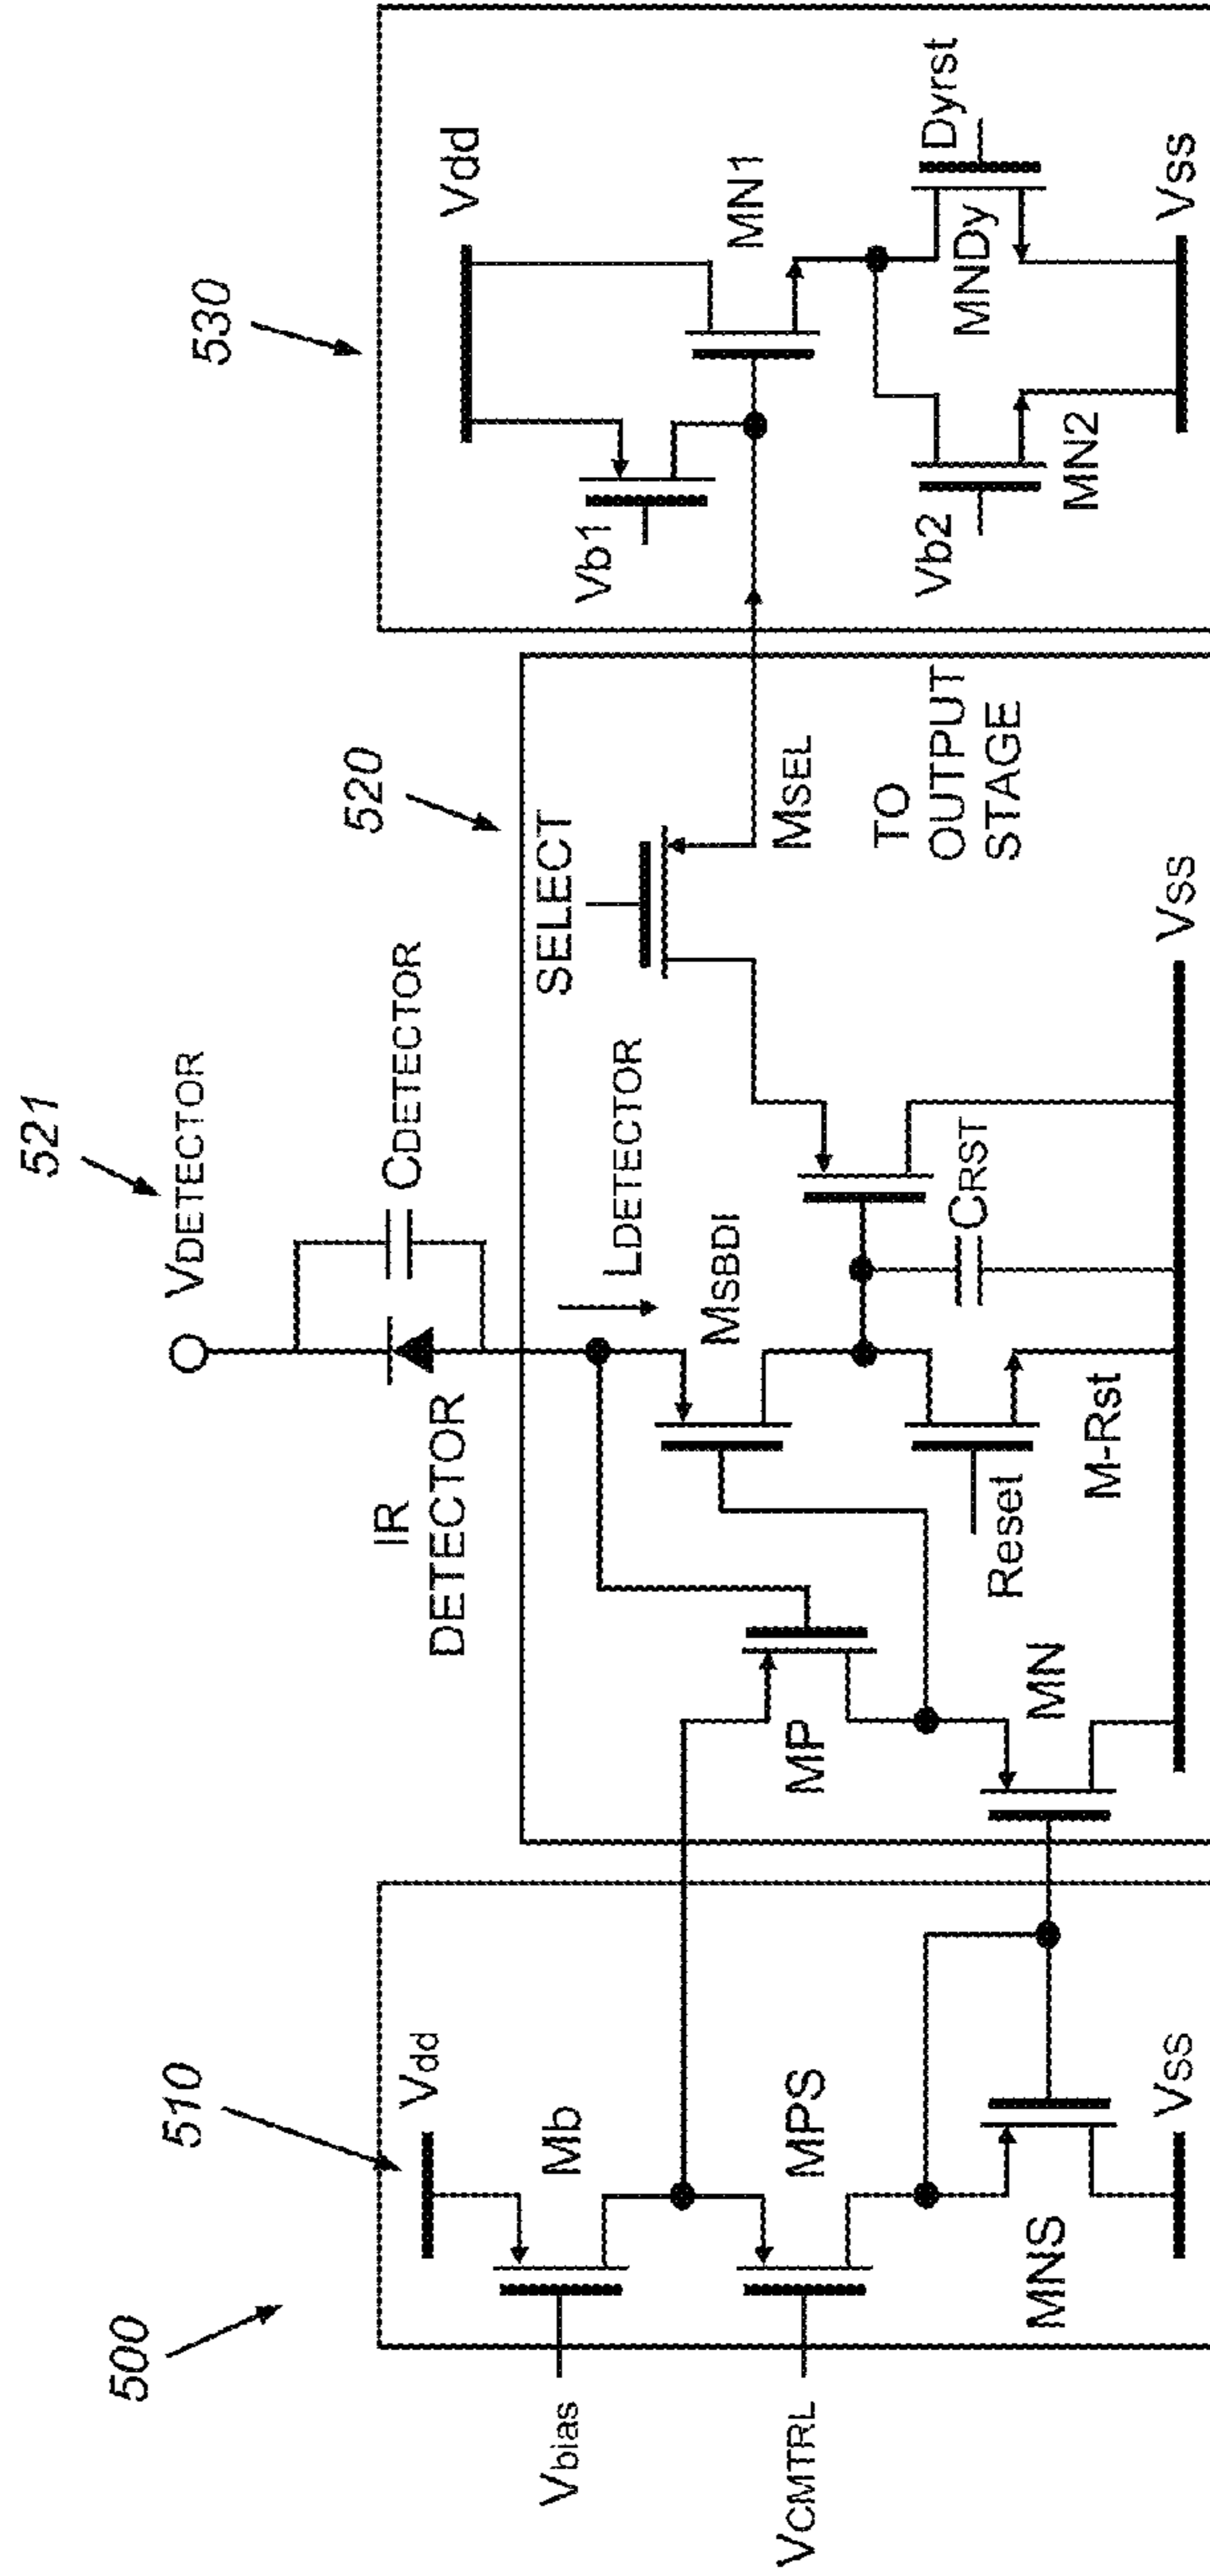 500
510
521
520
530
Vdd
Mb
Vbias
MPS
VCMTRL
MNS
VSS
VDETECTOR
CDETECTOR
IR
DETECTOR
LDETECTOR
MSBDI
MP
MN
Reset
M-Rst
CRST
VSS
SELECT
MSEL
TO
OUTPUT
STAGE
Vdd
Vb1
MN1
Vb2
MN2
MNDy
Dyrst
Vss